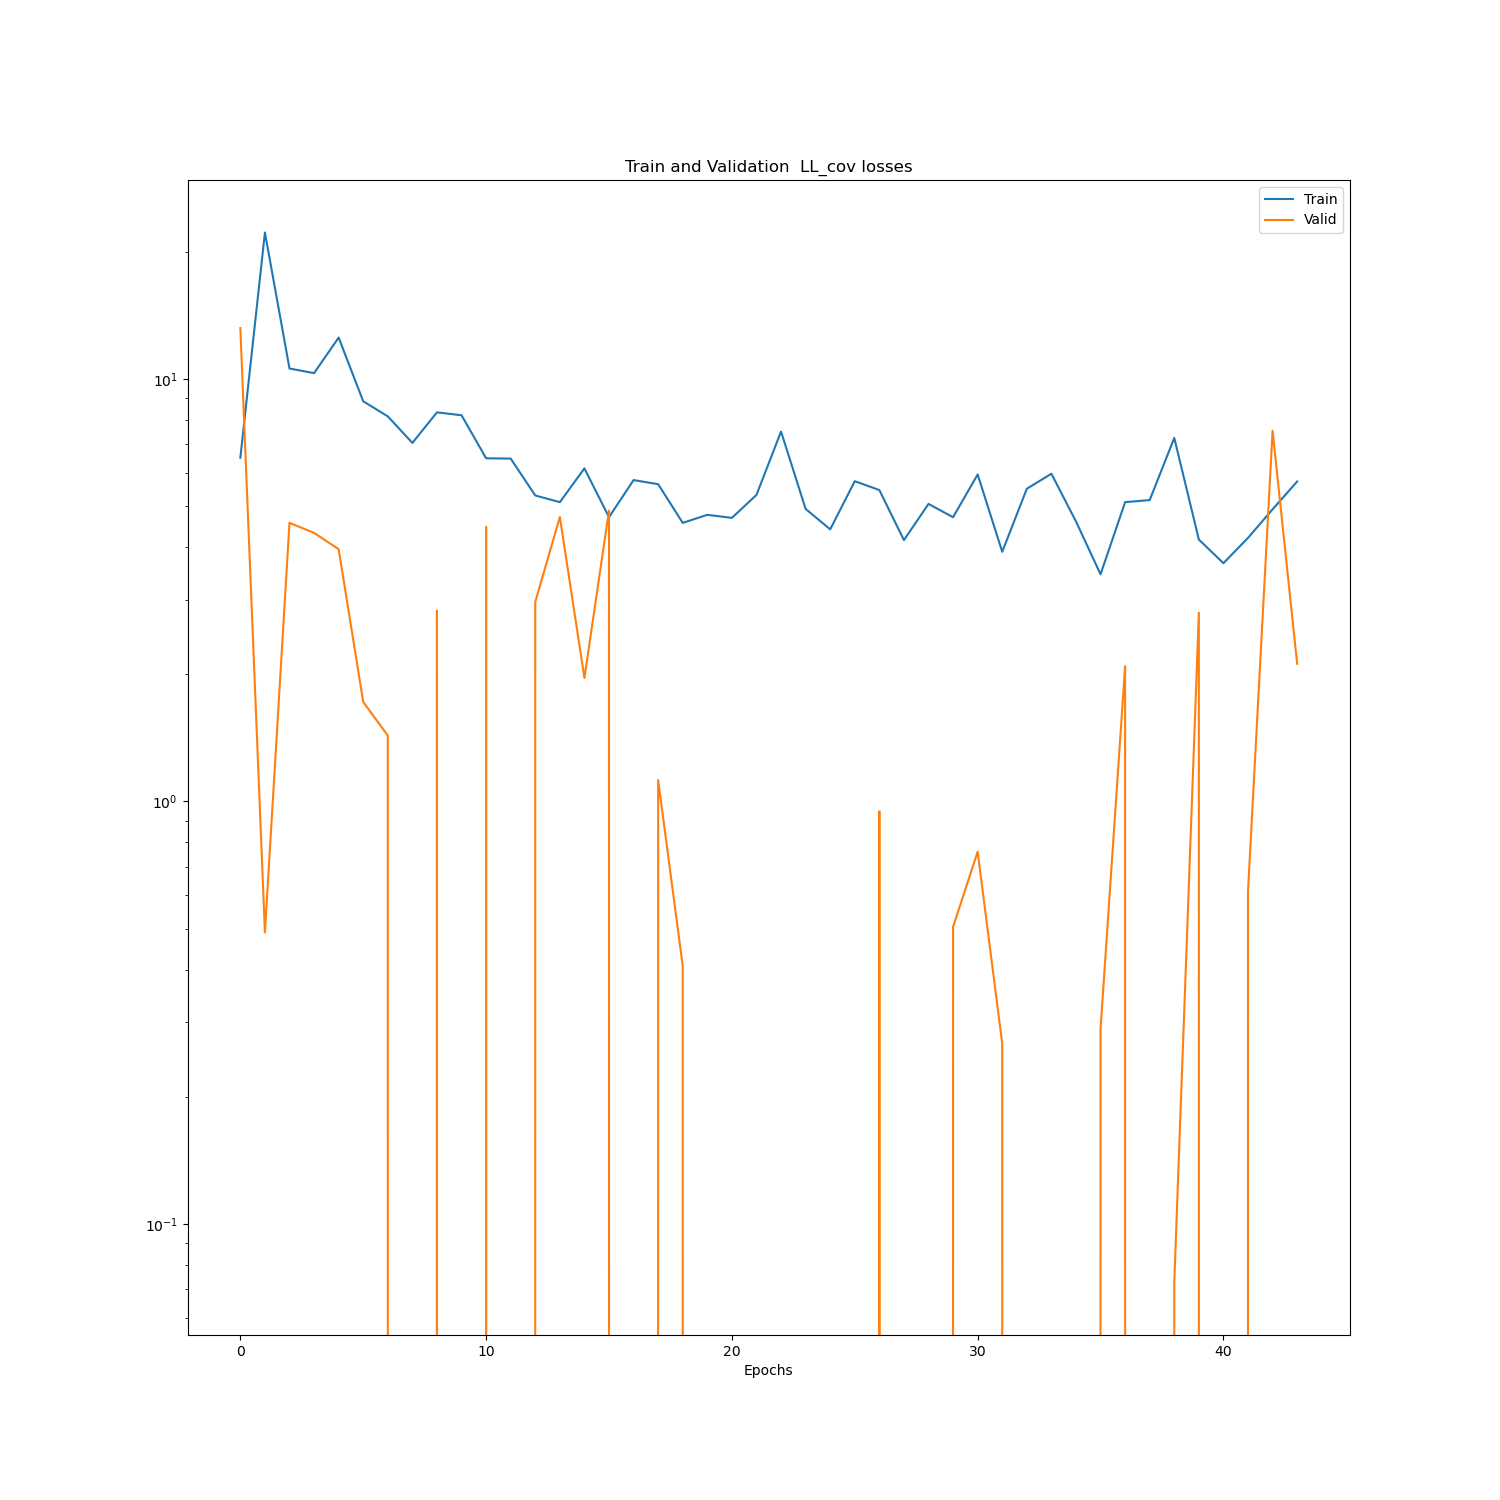 Train and Validation  LL_cov losses
Train
Valid
10¹
10⁰
10⁻¹
0 10 20 30 40
Epochs